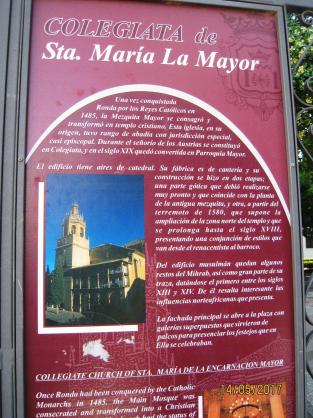 COLEGIATA de
Sta. María La Mayor
Una vez conquistada
Ronda por los Reyes Católicos en
1485, la Mezquita Mayor se consagró y
transformó en templo cristiano. Esta iglesia, en su
origen, tuvo rango de abadía con jurisdicción especial,
casi episcopal. Durante el señorío de los Austrias se constituyó
en Colegiata, y en el siglo XIX quedó convertida en Parroquia Mayor.
El edificio tiene aires de catedral. Su fábrica es de cantería y su
construcción se hizo en dos etapas;
una parte gótica que debió realizarse
muy pronto y que coincide con la planta
de la antigua mezquita, y otra, a partir del
terremoto de 1580, que supone la
ampliación de la zona norte del templo y que
se prolonga hasta el siglo XVIII,
presentando una conjunción de estilos que
van desde el renacentista al barroco.
Del edificio musulmán quedan algunos
restos del Mihrab, así como gran parte de su
traza, datándose el primero entre los siglos
XIII y XIV. De él resalta interesante las
influencias norteafricanas que presenta.
La fachada principal se abre a la plaza con
galerías superpuestas que sirvieron de
palcos para presenciar los festejos que en
Ella se celebraban.
COLLEGIATE CHURCH OF STA. MARÍA DE LA ENCARNACIÓN MAYOR
Once Ronda had been conquered by the Catholic
Monarchs in 1485, the Main Mosque was
consecrated and transformed into a Christian
had the status of
14/05/2017